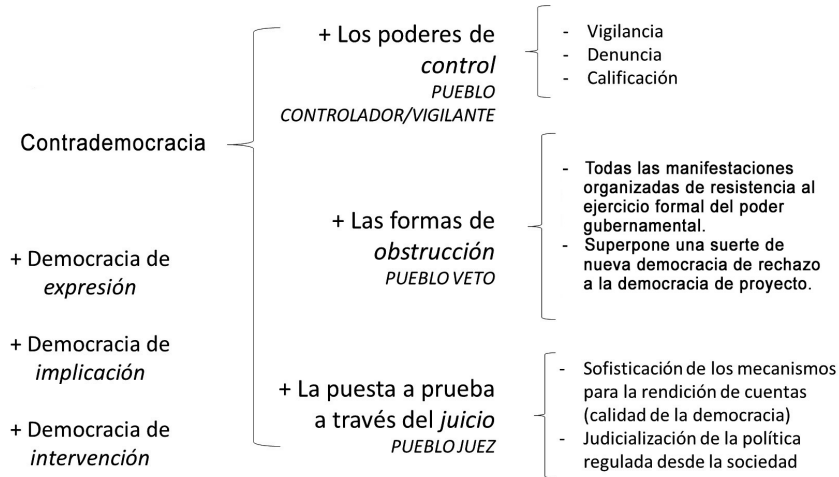 Contrademocracia
+ Los poderes de
control
PUEBLO
CONTROLADOR/VIGILANTE
- Vigilancia
- Denuncia
- Calificación
+ Las formas de
obstrucción
PUEBLO VETO
- Todas las manifestaciones
organizadas de resistencia al
ejercicio formal del poder
gubernamental.
- Superpone una suerte de
nueva democracia de rechazo
a la democracia de proyecto.
+ La puesta a prueba
a través del juicio
PUEBLO JUEZ
- Sofisticación de los mecanismos
para la rendición de cuentas
(calidad de la democracia)
- Judicialización de la política
regulada desde la sociedad
+ Democracia de
expresión
+ Democracia de
implicación
+ Democracia de
intervención